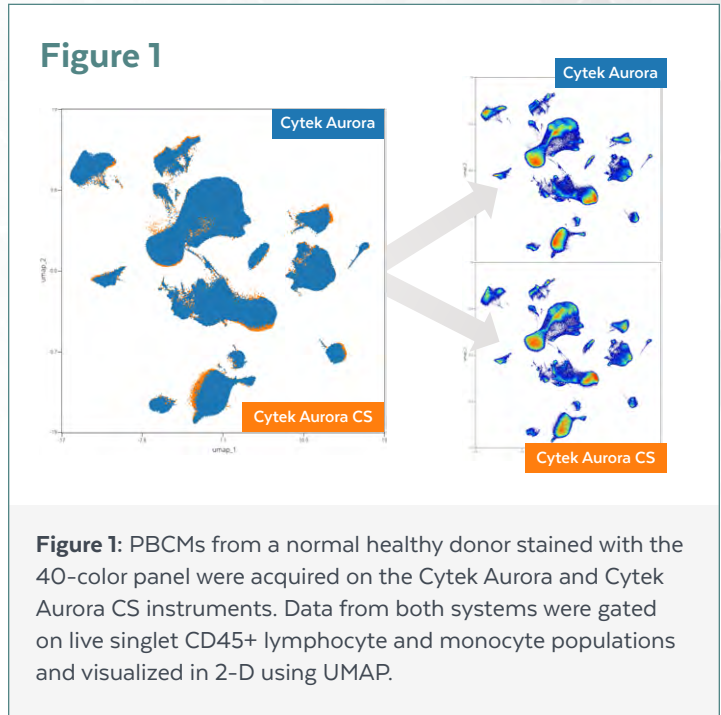 Figure 1
Cytek Aurora
Cytek Aurora CS
umap_2
umap_1
Cytek Aurora
Cytek Aurora CS
Figure 1: PBCMs from a normal healthy donor stained with the
40-color panel were acquired on the Cytek Aurora and Cytek
Aurora CS instruments. Data from both systems were gated
on live singlet CD45+ lymphocyte and monocyte populations
and visualized in 2-D using UMAP.